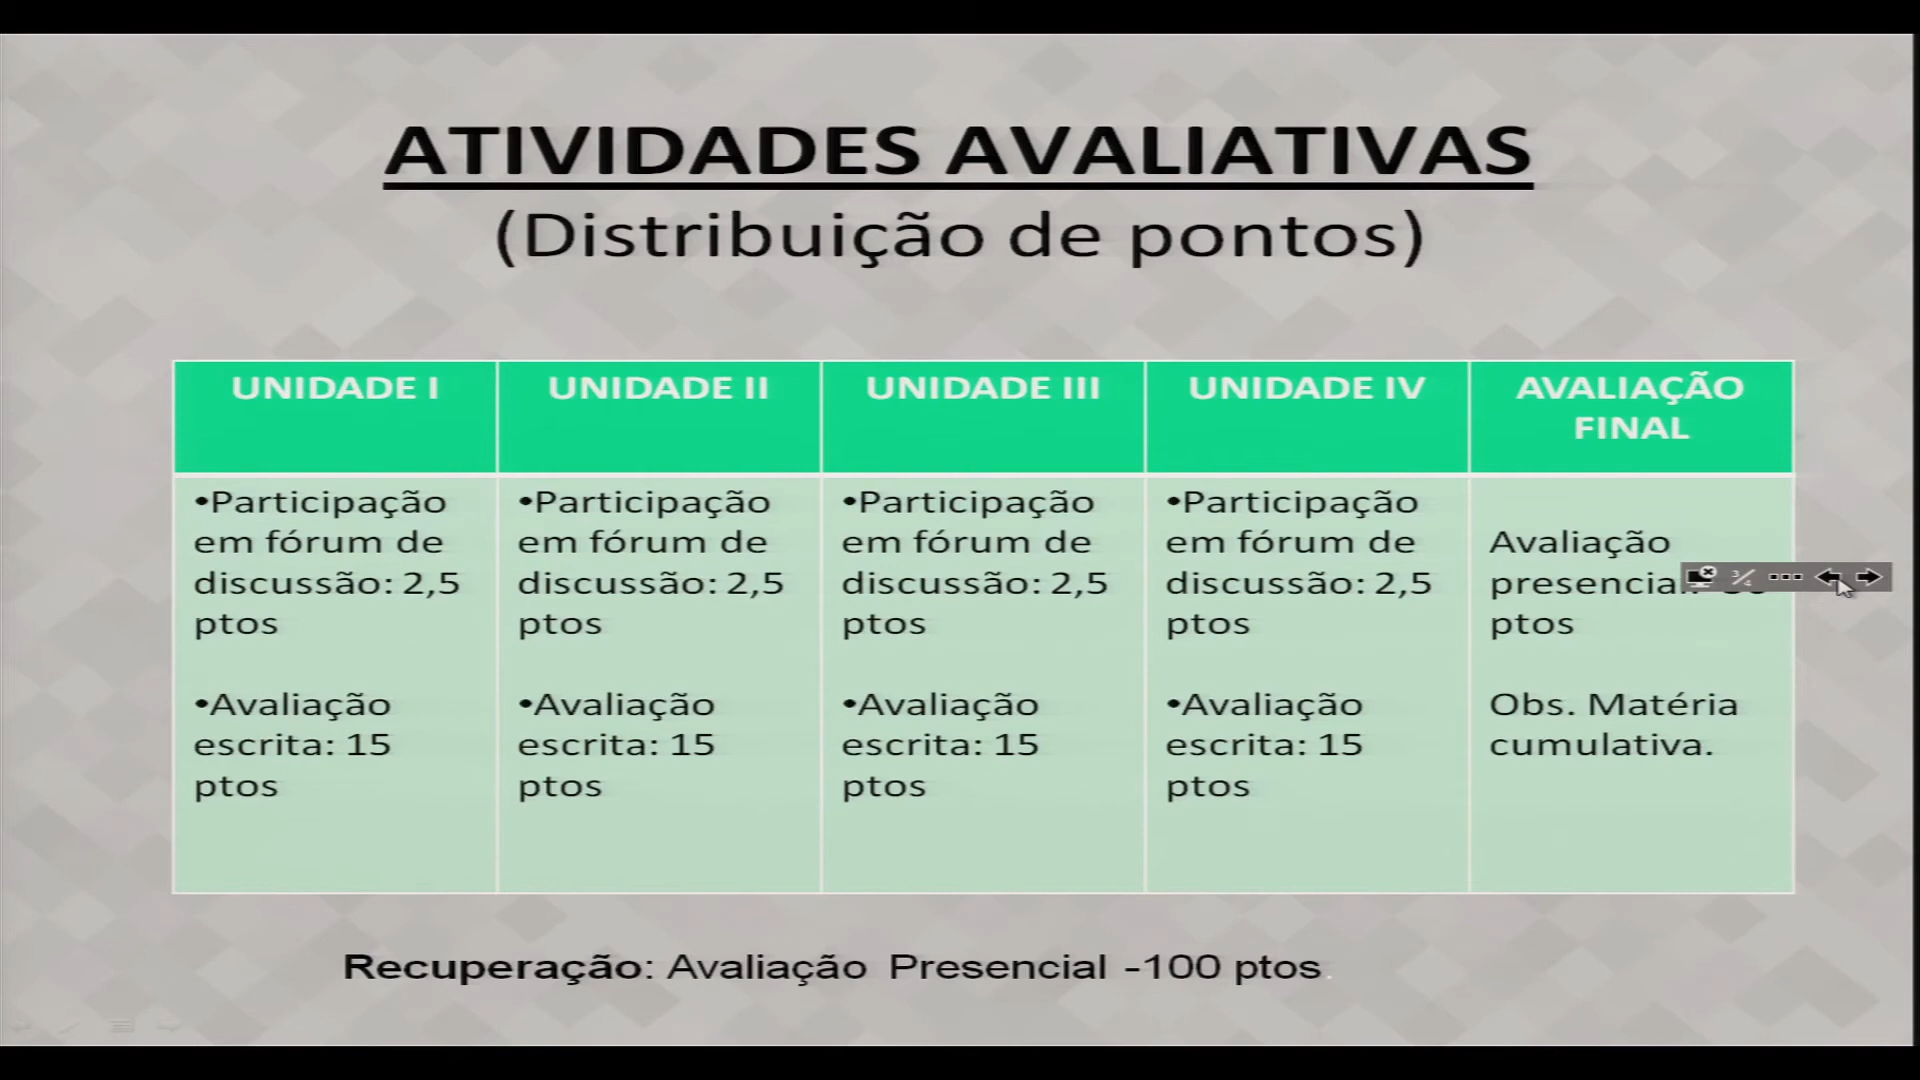 ATIVIDADES AVALIATIVAS
(Distribuição de pontos)
UNIDADE I
•Participação
em fórum de
discussão: 2,5
ptos
•Avaliação
escrita: 15
ptos
UNIDADE II
•Participação
em fórum de
discussão: 2,5
ptos
•Avaliação
escrita: 15
ptos
UNIDADE III
•Participação
em fórum de
discussão: 2,5
ptos
•Avaliação
escrita: 15
ptos
UNIDADE IV
•Participação
em fórum de
discussão: 2,5
ptos
•Avaliação
escrita: 15
ptos
AVALIAÇÃO
FINAL
Avaliação
presencial:
ptos
Obs. Matéria
cumulativa.
3/4
Recuperação: Avaliação Presencial -100 ptos.